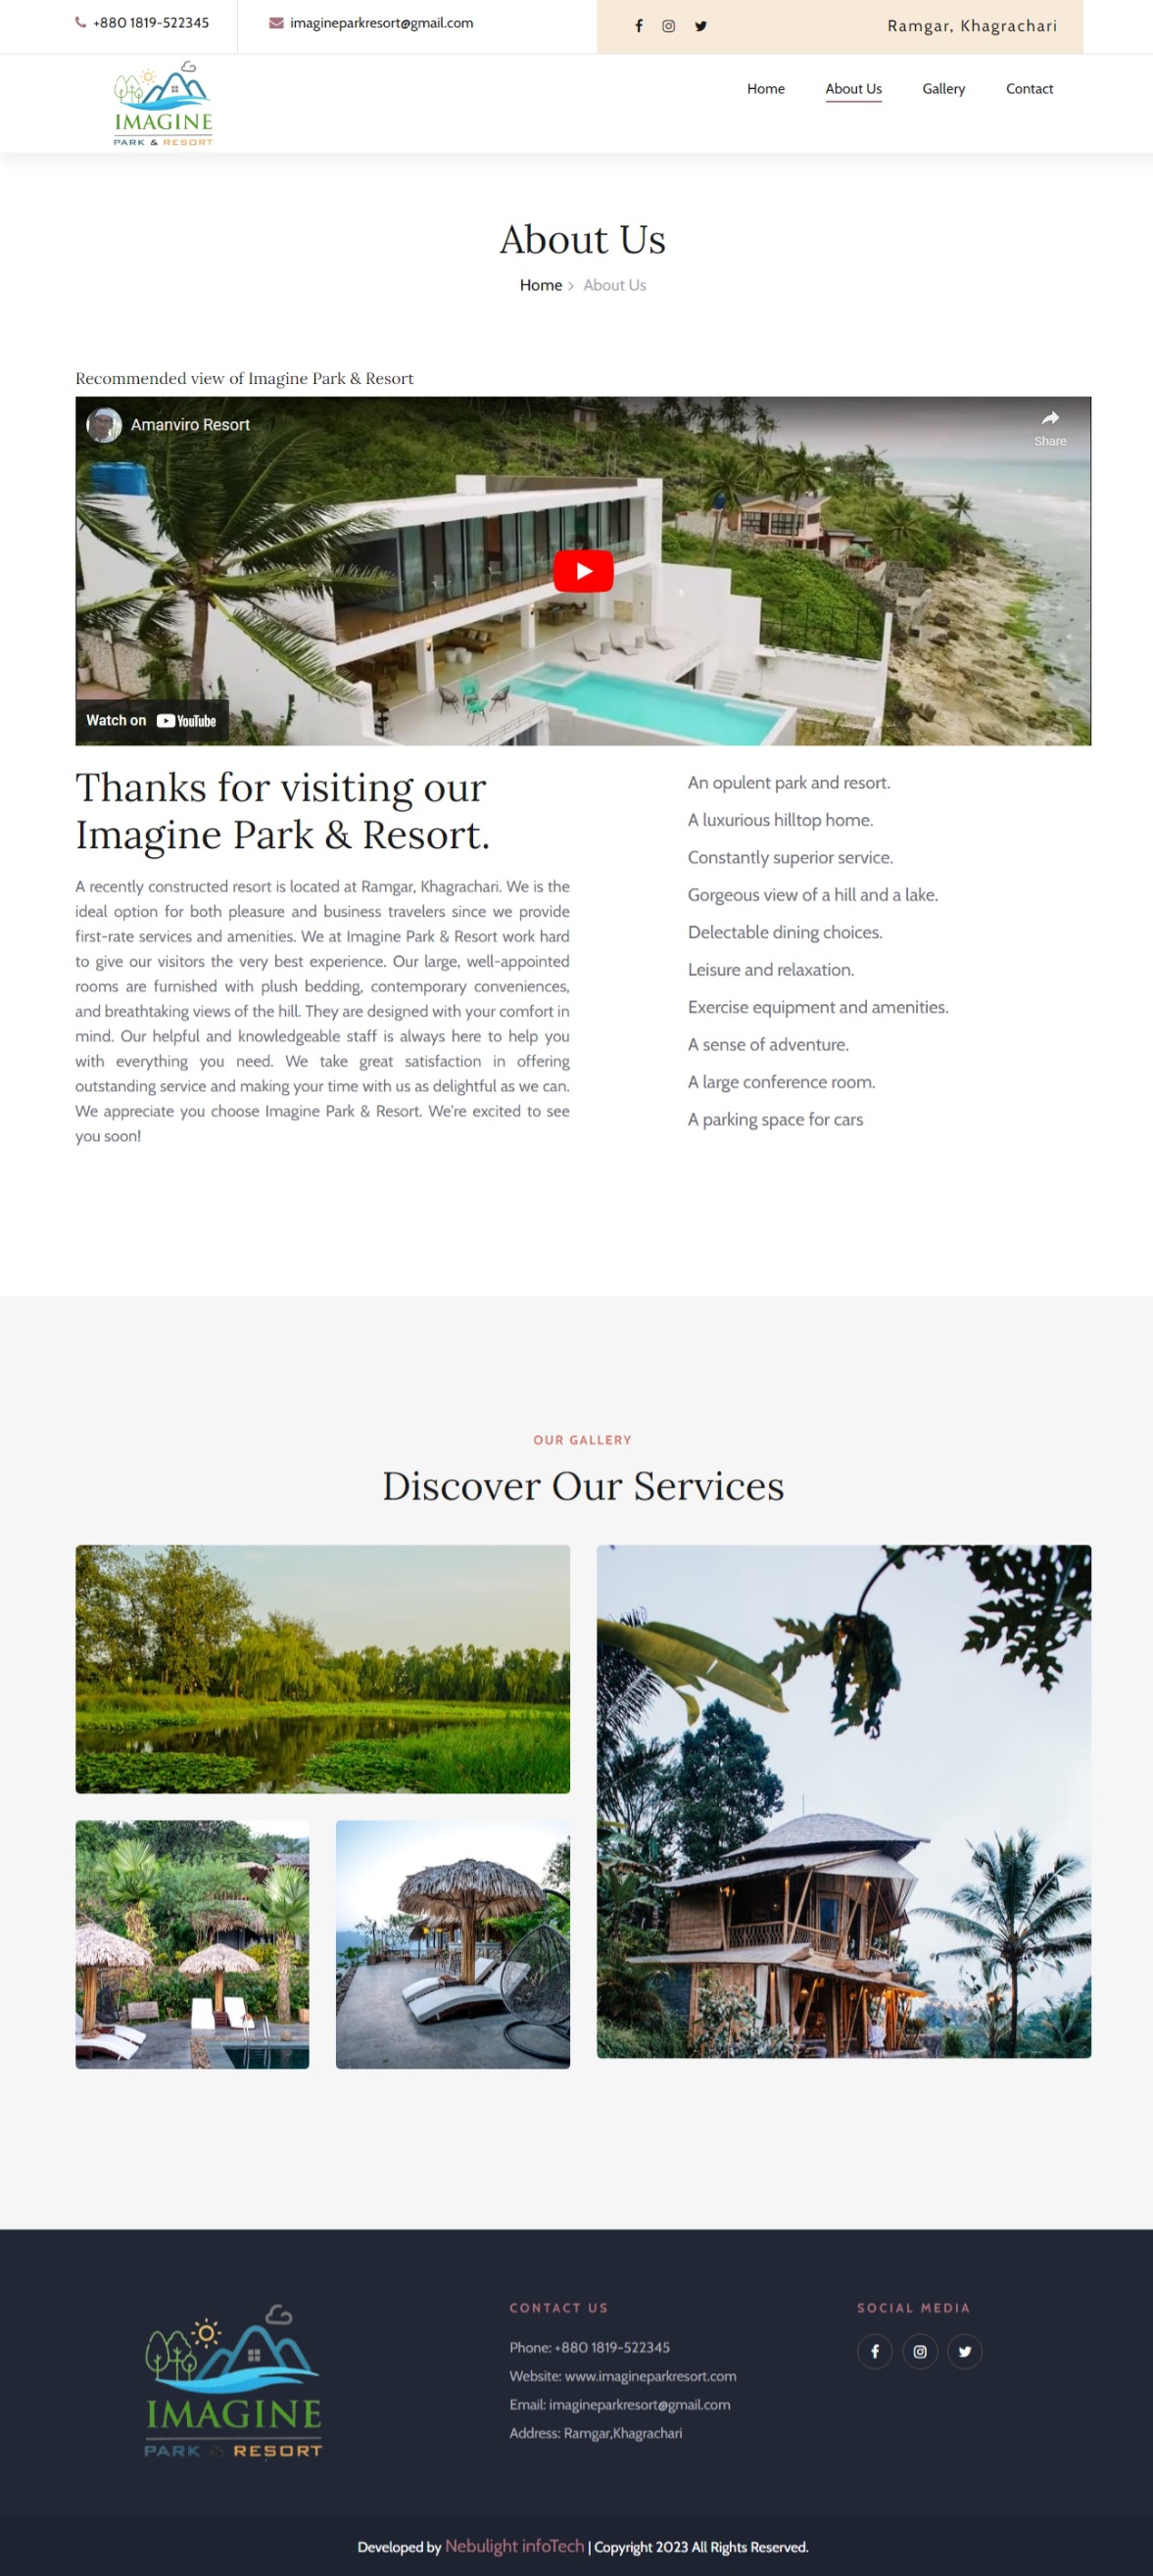 +880 1819-522345
imagineparkresort@gmail.com
Ramgar, Khagrachari
IMAGINE
PARK & RESORT
Home
About Us
Gallery
Contact
About Us
Home > About Us
Recommended view of Imagine Park & Resort
Amanviro Resort
Share
Watch on YouTube
Thanks for visiting our
Imagine Park & Resort.
A recently constructed resort is located at Ramgar, Khagrachari. We is the
ideal option for both pleasure and business travelers since we provide
first-rate services and amenities. We at Imagine Park & Resort work hard
to give our visitors the very best experience. Our large, well-appointed
rooms are furnished with plush bedding, contemporary conveniences,
and breathtaking views of the hill. They are designed with your comfort in
mind. Our helpful and knowledgeable staff is always here to help you
with everything you need. We take great satisfaction in offering
outstanding service and making your time with us as delightful as we can.
We appreciate you choose Imagine Park & Resort. We're excited to see
you soon!
An opulent park and resort.
A luxurious hilltop home.
Constantly superior service.
Gorgeous view of a hill and a lake.
Delectable dining choices.
Leisure and relaxation.
Exercise equipment and amenities.
A sense of adventure.
A large conference room.
A parking space for cars
OUR GALLERY
Discover Our Services
IMAGINE
PARK & RESORT
CONTACT US
Phone: +880 1819-522345
Website: www.imagineparkresort.com
Email: imagineparkresort@gmail.com
Address: Ramgar,Khagrachari
SOCIAL MEDIA
Developed by Nebulight infoTech | Copyright 2023 All Rights Reserved.